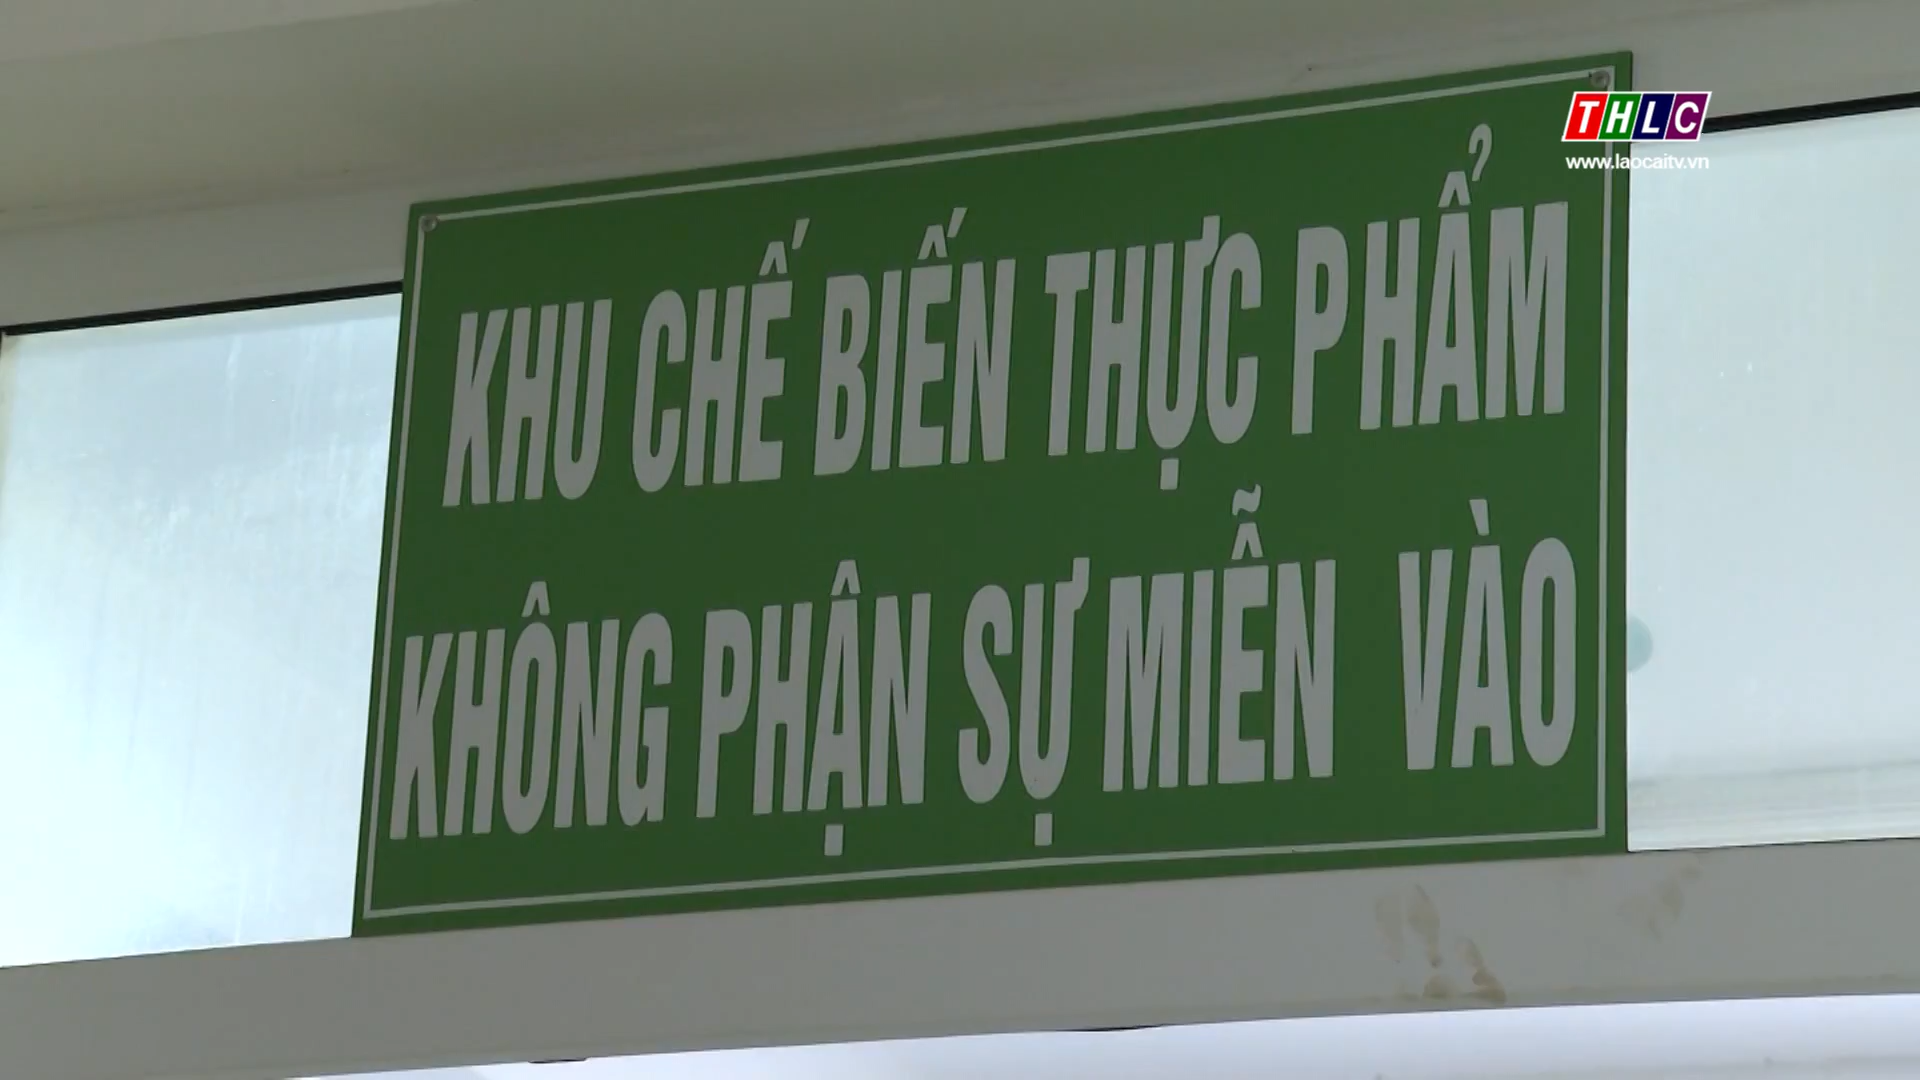 THLC
www.laocaitv.vn
KHU CHẾ BIẾN THỰC PHẨM
KHÔNG PHẬN SỰ MIỄN VÀO